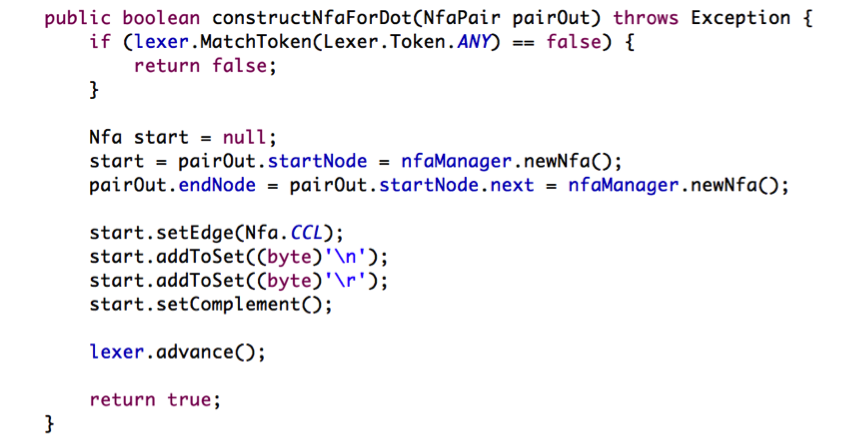 public boolean constructNfaForDot(NfaPair pairOut) throws Exception {
    if (lexer.MatchToken(Lexer.Token.ANY) == false) {
        return false;
    }

    Nfa start = null;
    start = pairOut.startNode = nfaManager.newNfa();
    pairOut.endNode = pairOut.startNode.next = nfaManager.newNfa();

    start.setEdge(Nfa.CCL);
    start.addToSet((byte)'\n');
    start.addToSet((byte)'\r');
    start.setComplement();

    lexer.advance();

    return true;
}